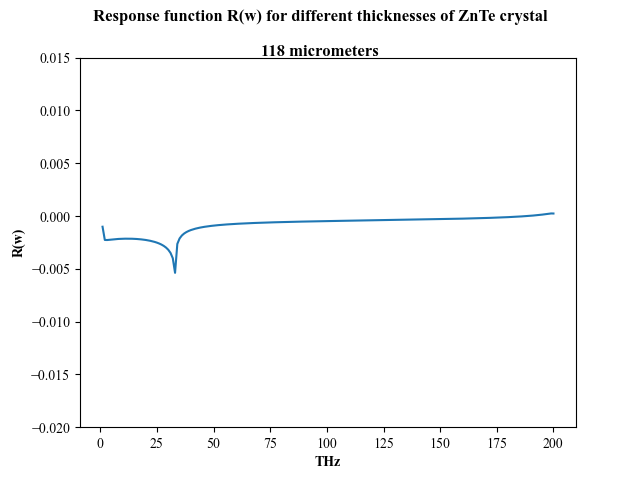 Response function R(w) for different thicknesses of ZnTe crystal
118 micrometers
0.015
0.010
0.005
0.000
−0.005
−0.010
−0.015
−0.020
R(w)
0 25 50 75 100 125 150 175 200
THz